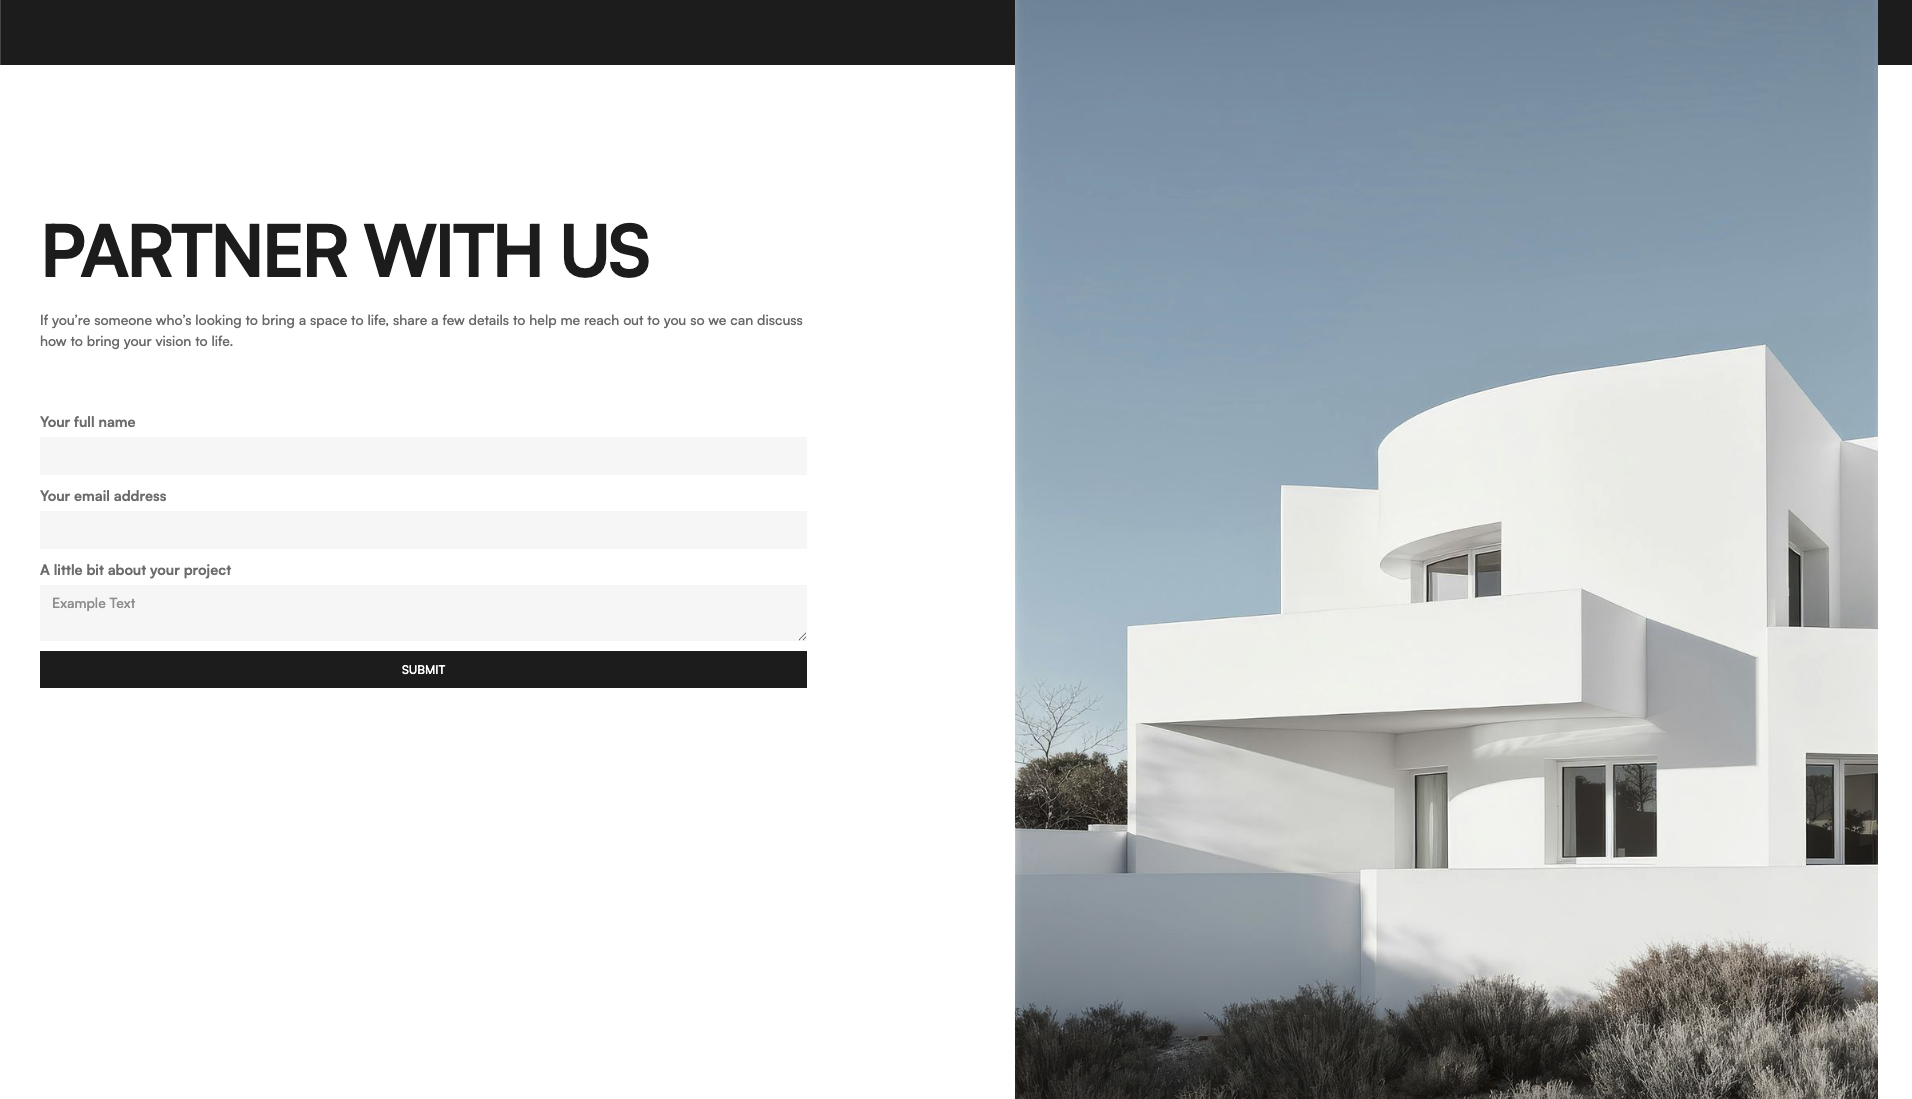 PARTNER WITH US
If you’re someone who’s looking to bring a space to life, share a few details to help me reach out to you so we can discuss
how to bring your vision to life.
Your full name
Your email address
A little bit about your project
Example Text
SUBMIT